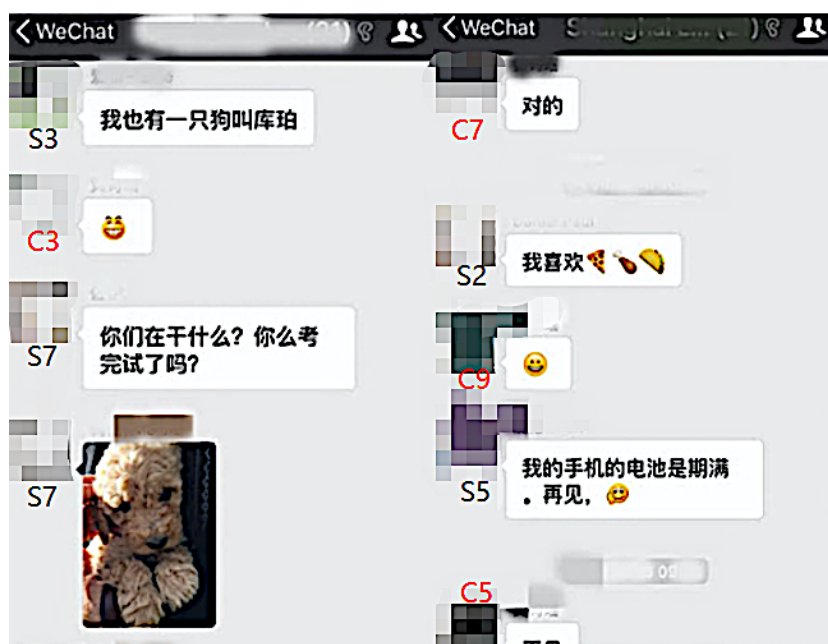 WeChat
S3
我也有一只狗叫库珀
C3
😁
S7
你们在干什么？你么考
完试了吗？
S7
WeChat
C7
对的
S2
我喜欢🍕🍗🌮
C9
😀
S5
我的手机的电池是期满
。再见，🤗
C5